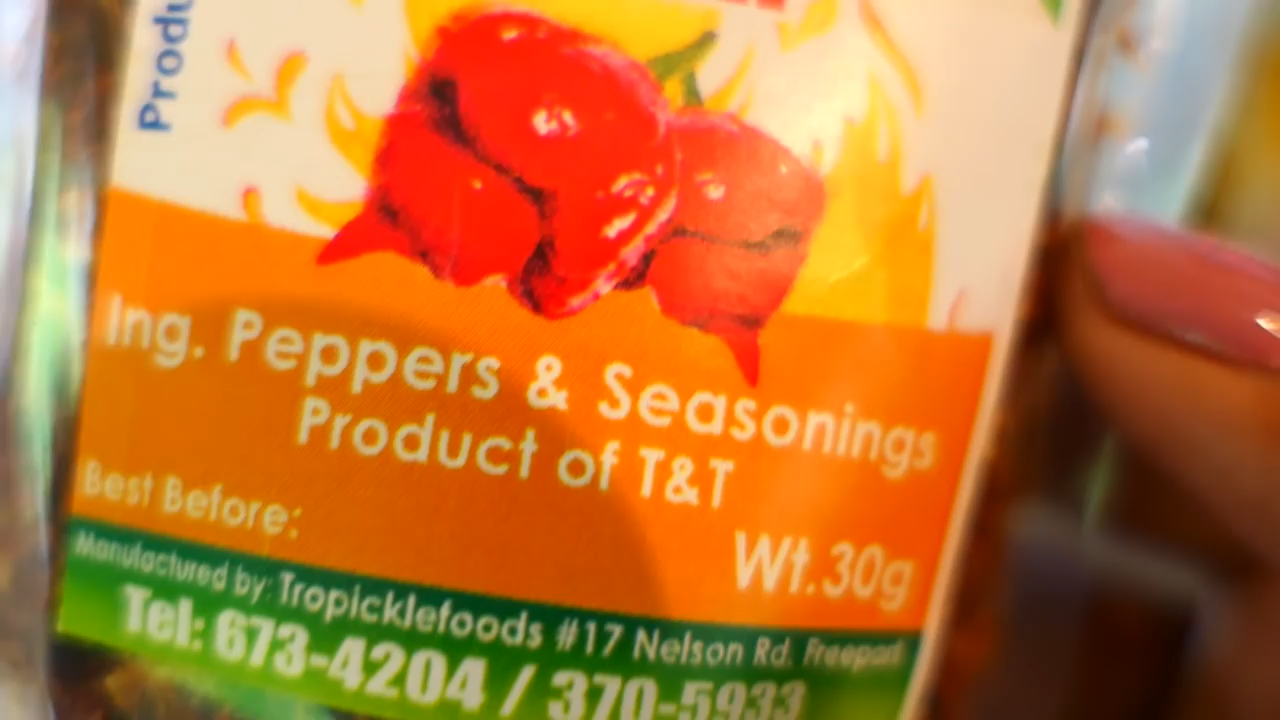 Produ
Ing. Peppers & Seasonings
Product of T&T
Best Before:
Wt.30g
Manufactured by: Tropicklefoods #17 Nelson Rd. Freeport
Tel: 673-4204 / 370-5933